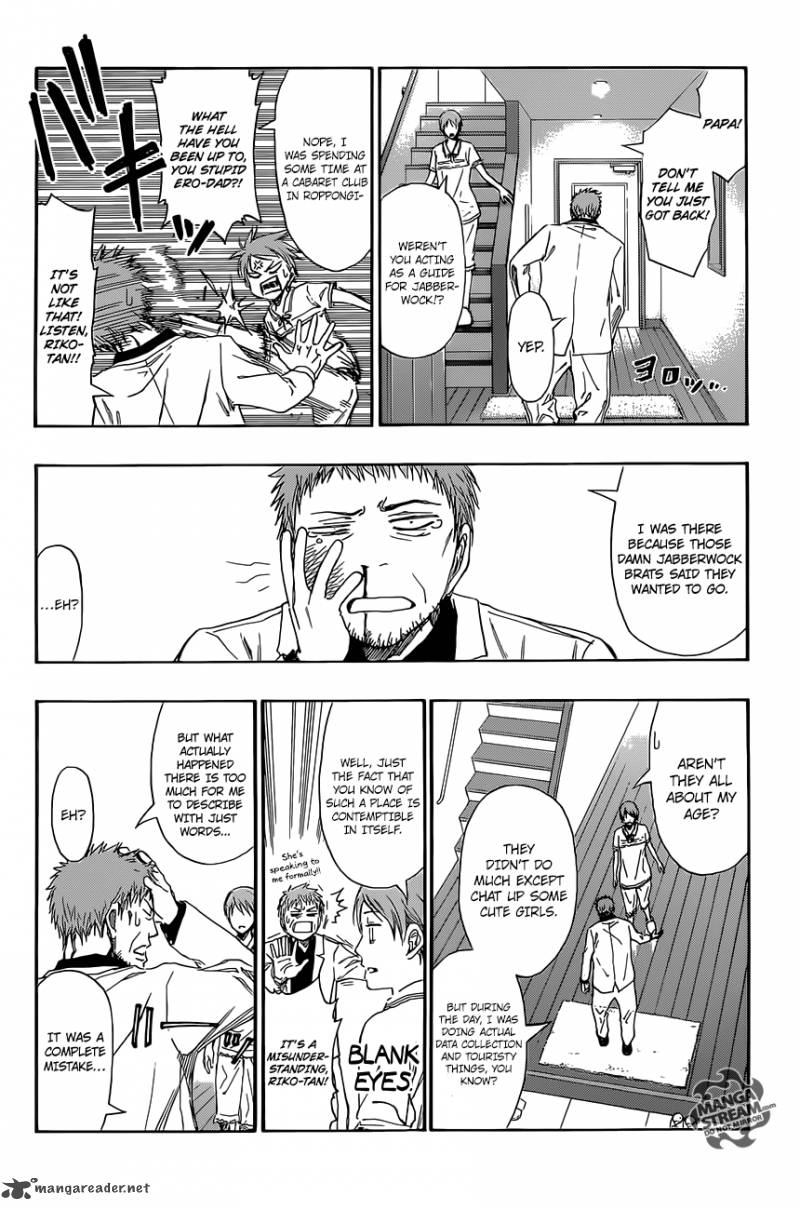 PAPA!
DON'T
TELL ME
YOU JUST
GOT BACK!
WEREN'T
YOU ACTING
AS A GUIDE
FOR JABBER-
WOCK!?
YEP.
ヨロッ…
NOPE, I
WAS SPENDING
SOME TIME AT
A CABARET CLUB
IN ROPPONGI-
WHAT
THE HELL
HAVE YOU
BEEN UP TO,
YOU STUPID
ERO-DAD?!
IT'S
NOT LIKE
THAT!
LISTEN,
RIKO-
TAN!!
I WAS THERE
BECAUSE THOSE
DAMN JABBERWOCK
BRATS SAID THEY
WANTED TO GO.
...EH?
AREN'T
THEY ALL
ABOUT MY
AGE?
THEY
DIDN'T DO
MUCH EXCEPT
CHAT UP SOME
CUTE GIRLS.
BUT DURING
THE DAY, I WAS
DOING ACTUAL
DATA COLLECTION
AND TOURISTY
THINGS, YOU
KNOW?
WELL, JUST
THE FACT THAT
YOU KNOW OF
SUCH A PLACE IS
CONTEMPTIBLE
IN ITSELF.
She's
speaking to
me formally!!
IT'S A
MISUNDER-
STANDING,
RIKO-TAN!
BLANK
EYES
BUT WHAT
ACTUALLY
HAPPENED
THERE IS TOO
MUCH FOR ME
TO DESCRIBE
WITH JUST
WORDS...
EH?
IT WAS A
COMPLETE
MISTAKE...
MANGA
STREAM.com
DO NOT MIRROR
mangareader.net